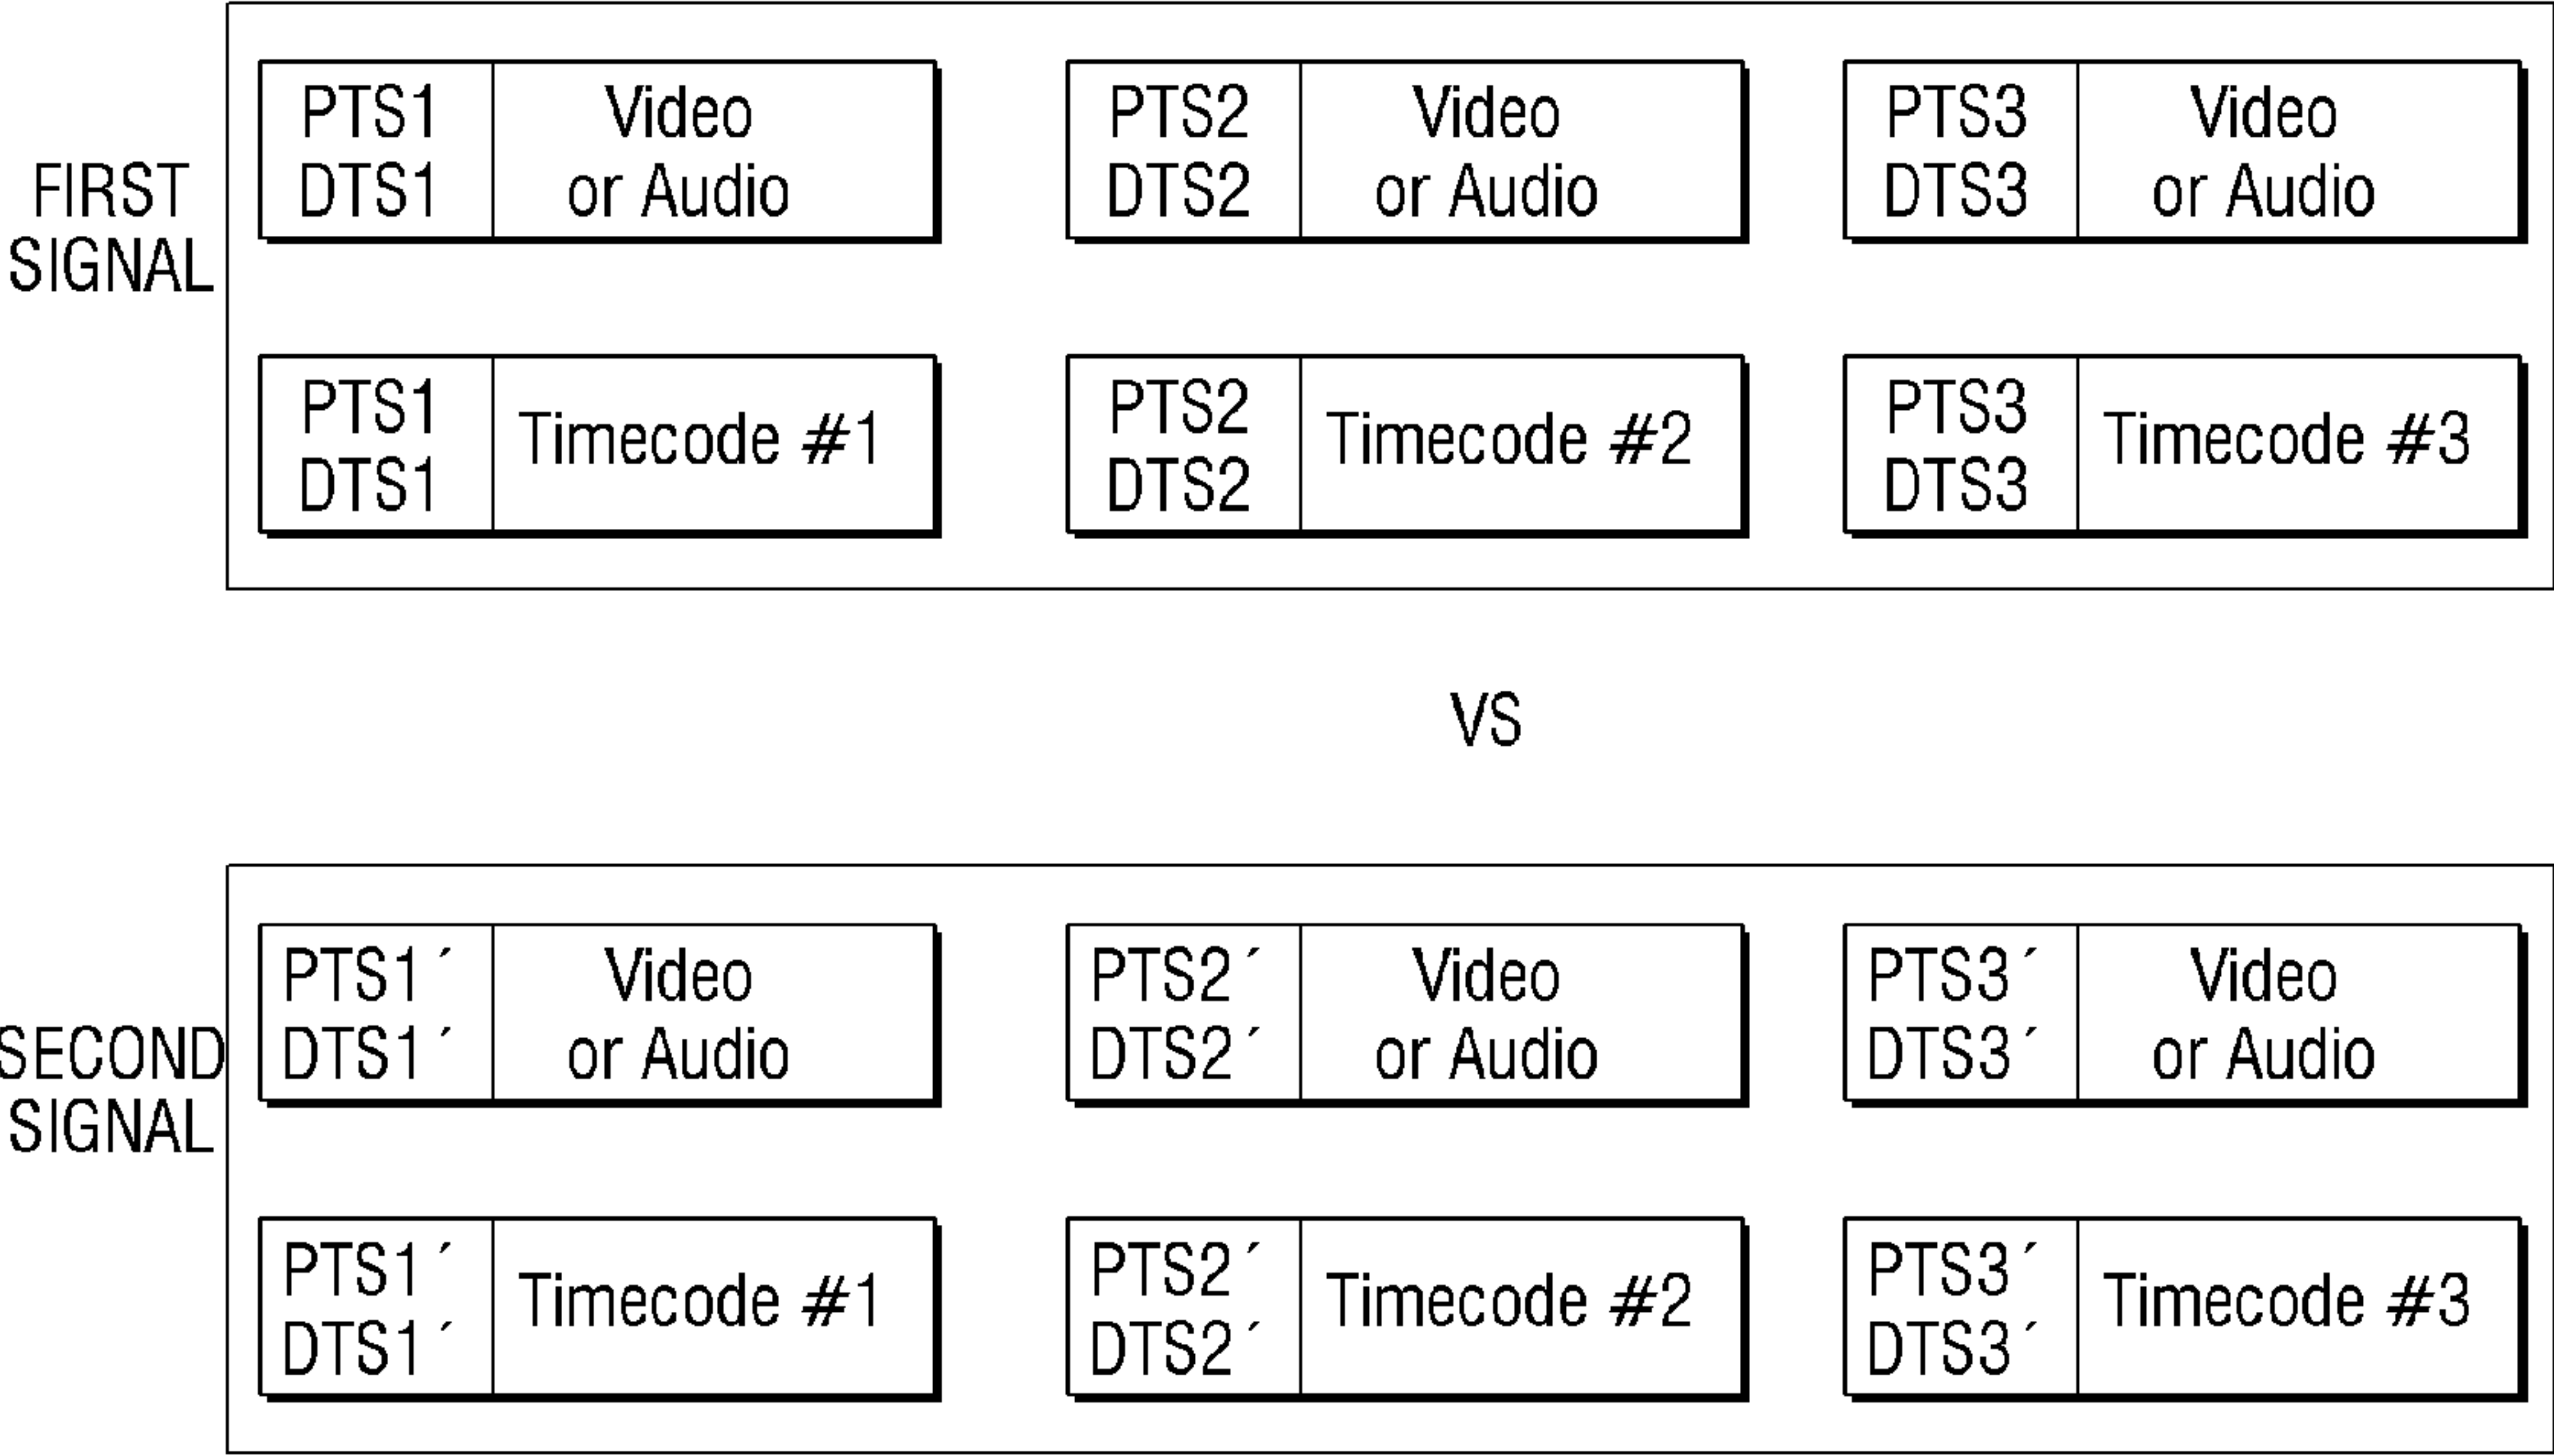 FIRST
SIGNAL
PTS1
DTS1
Video
or Audio
PTS2
DTS2
Video
or Audio
PTS3
DTS3
Video
or Audio
PTS1
DTS1
Timecode #1
PTS2
DTS2
Timecode #2
PTS3
DTS3
Timecode #3
VS
SECOND
SIGNAL
PTS1´
DTS1´
Video
or Audio
PTS2´
DTS2´
Video
or Audio
PTS3´
DTS3´
Video
or Audio
PTS1´
DTS1´
Timecode #1
PTS2´
DTS2´
Timecode #2
PTS3´
DTS3´
Timecode #3